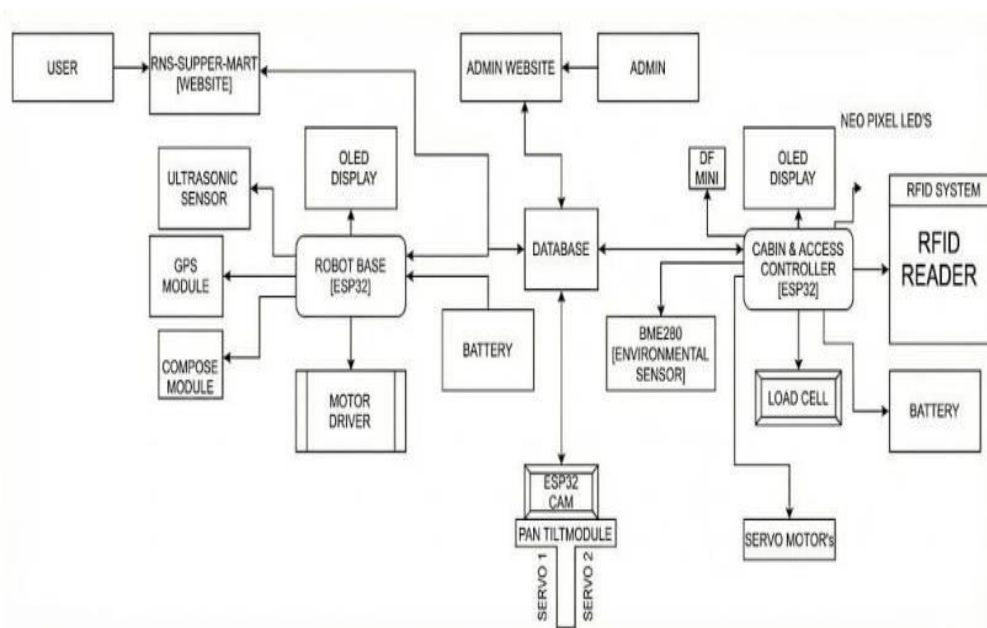 USER
RNS-SUPPER-MART
[WEBSITE]
ADMIN WEBSITE
ADMIN
NEO PIXEL LED'S
ULTRASONIC
SENSOR
OLED
DISPLAY
DF
MINI
OLED
DISPLAY
RFID SYSTEM
RFID
READER
GPS
MODULE
ROBOT BASE
[ESP32]
DATABASE
CABIN & ACCESS
CONTROLLER
[ESP32]
COMPOSE
MODULE
MOTOR
DRIVER
BATTERY
BME280
[ENVIRONMENTAL
SENSOR]
LOAD CELL
BATTERY
ESP32
CAM
PAN TILTMODULE
SERVO 1
SERVO 2
SERVO MOTOR's